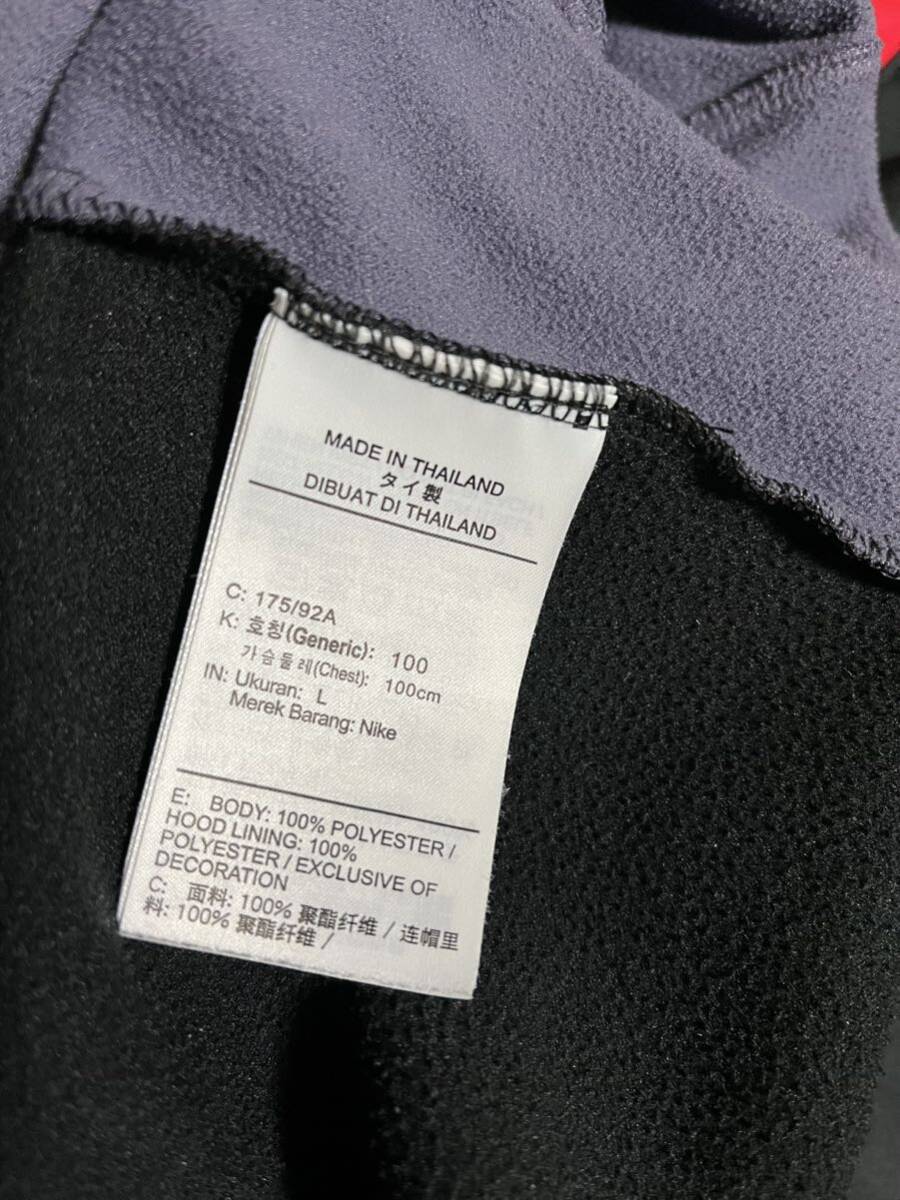 MADE IN THAILAND
タイ製
DIBUAT DI THAILAND
C: 175/92A
K: 호칭(Generic): 100
가슴둘레(Chest): 100cm
IN: Ukuran: L
Merek Barang: Nike
E: BODY: 100% POLYESTER /
HOOD LINING: 100%
POLYESTER / EXCLUSIVE OF
DECORATION
C: 面料: 100% 聚酯纤维 / 连帽里
料: 100% 聚酯纤维 /